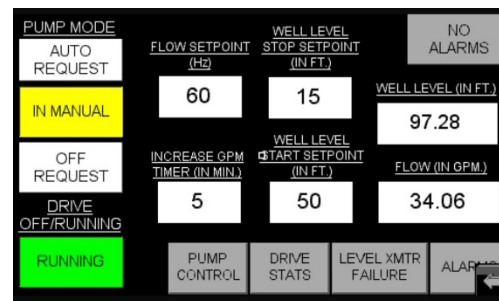 PUMP MODE
AUTO
REQUEST
IN MANUAL
OFF
REQUEST
DRIVE
OFF/RUNNING
RUNNING
FLOW SETPOINT
(Hz)
60
INCREASE GPM
TIMER (IN MIN.)
5
WELL LEVEL
STOP SETPOINT
(IN FT.)
15
WELL LEVEL
START SETPOINT
(IN FT.)
50
NO
ALARMS
WELL LEVEL (IN FT.)
97.28
FLOW (IN GPM.)
34.06
PUMP
CONTROL
DRIVE
STATS
LEVEL XMTR
FAILURE
ALARMS